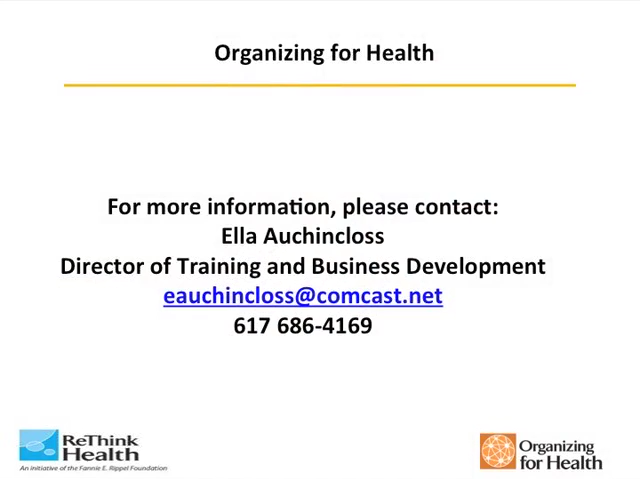 Organizing for Health
For more information, please contact:
Ella Auchincloss
Director of Training and Business Development
eauchincloss@comcast.net
617 686-4169
ReThink
Health
An initiative of the Fannie E. Rippel Foundation
Organizing
for Health